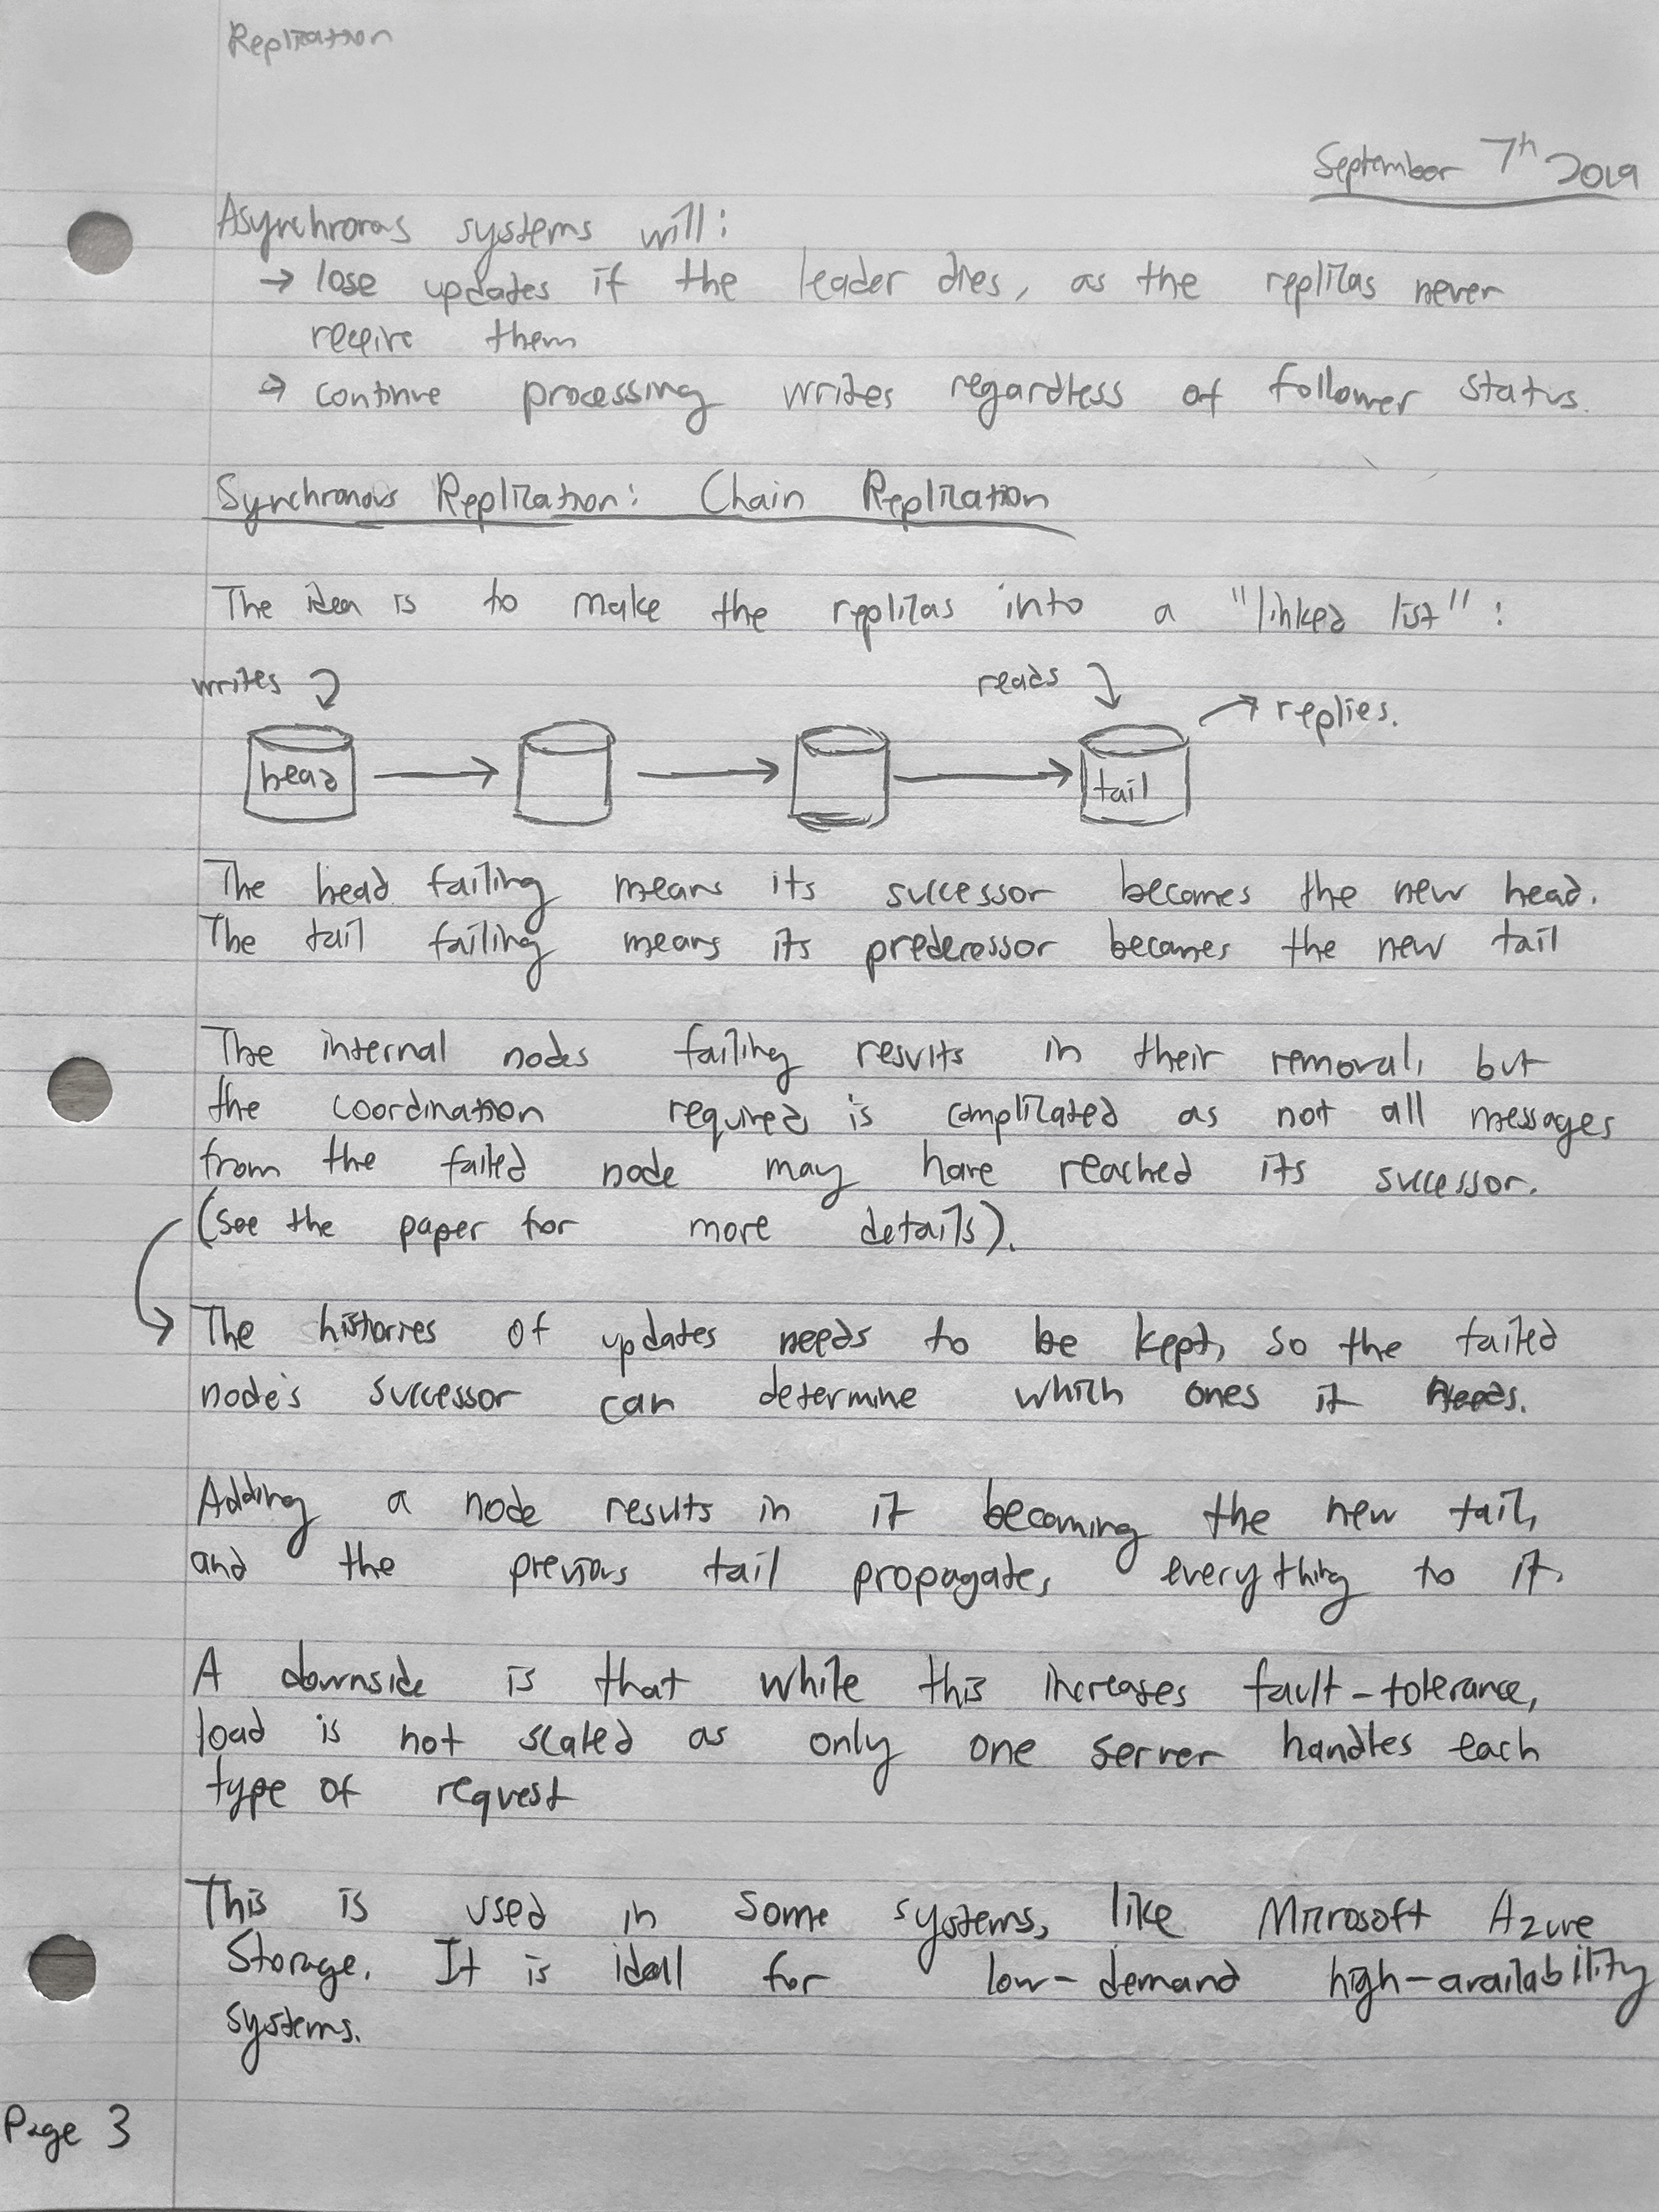 Replication
September 7th 2019
Asynchronous systems will:
→ lose updates if the leader dies, as the replicas never
receive them
→ continue processing writes regardless of follower status.
Synchronous Replication: Chain Replication
The idea is to make the replicas into a "linked list":
writes reads
replies.
head tail
The head failing means its successor becomes the new head.
The tail failing means its predecessor becomes the new tail
The internal nodes failing results in their removal, but
the coordination required is complicated as not all messages
from the failed node may have reached its successor.
(see the paper for more details).
The histories of updates needs to be kept, so the failed
node's successor can determine which ones it needs.
Adding a node results in it becoming the new tail,
and the previous tail propagates everything to it.
A downside is that while this increases fault-tolerance,
load is not scaled as only one server handles each
type of request
This is used in some systems, like Microsoft Azure
Storage. It is ideal for low-demand high-availability
systems.
Page 3